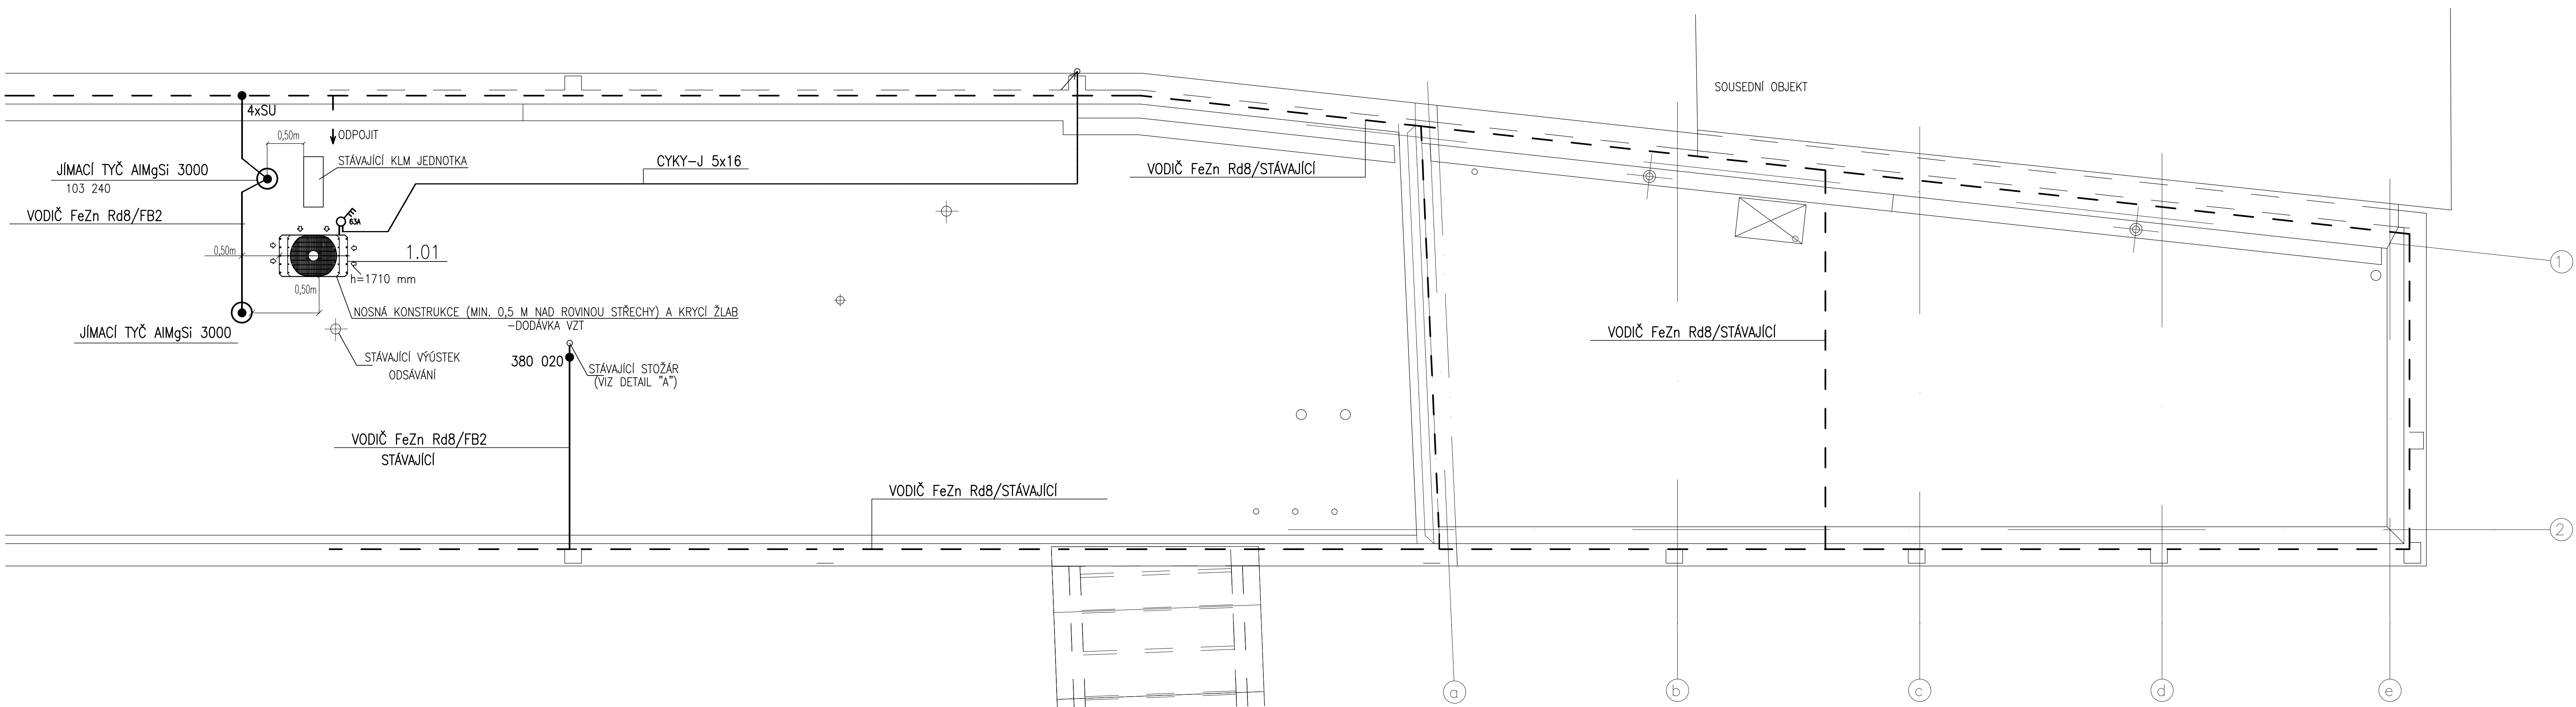 SOUSEDNÍ OBJEKT
4xSU
0,50m
ODPOJIT
STÁVAJÍCÍ KLM JEDNOTKA
CYKY-J 5x16
VODIČ FeZn Rd8/STÁVAJÍCÍ
JÍMACÍ TYČ AlMgSi 3000
103 240
VODIČ FeZn Rd8/FB2
63A
0,50m
1.01
h=1710 mm
0,50m
NOSNÁ KONSTRUKCE (MIN. 0,5 M NAD ROVINOU STŘECHY) A KRYCÍ ŽLAB
-DODÁVKA VZT
JÍMACÍ TYČ AlMgSi 3000
STÁVAJÍCÍ VÝÚSTEK
ODSÁVÁNÍ
380 020
STÁVAJÍCÍ STOŽÁR
(VIZ DETAIL "A")
VODIČ FeZn Rd8/STÁVAJÍCÍ
VODIČ FeZn Rd8/FB2
STÁVAJÍCÍ
VODIČ FeZn Rd8/STÁVAJÍCÍ
1
2
a
b
c
d
e